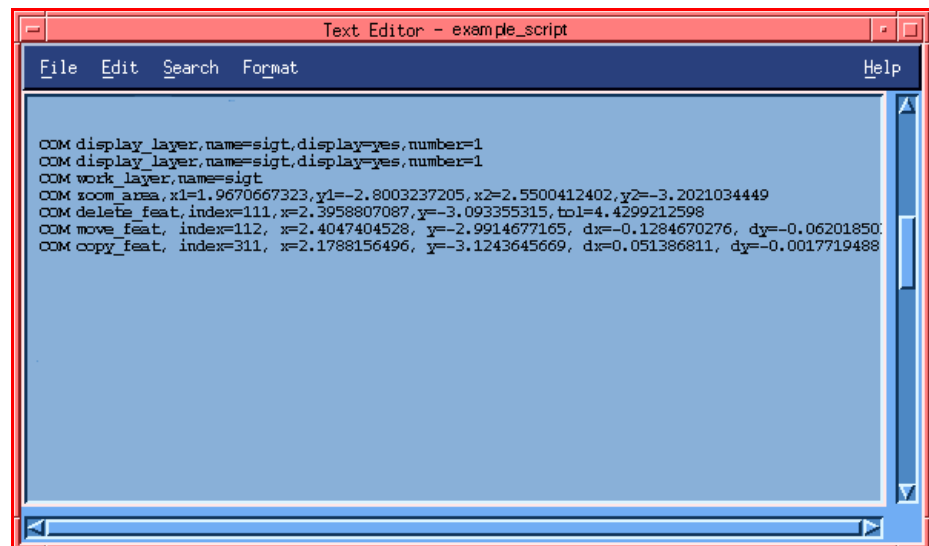 Text Editor - example_script
File Edit Search Format Help
COM display_layer,name=sigt,display=yes,number=1
COM display_layer,name=sigt,display=yes,number=1
COM work_layer,name=sigt
COM zoom_area,x1=1.9670667323,y1=-2.8003237205,x2=2.5500412402,y2=-3.2021034449
COM delete_feat,index=111,x=2.3958807087,y=-3.093355315,tol=4.4299212598
COM move_feat, index=112, x=2.4047404528, y=-2.9914677165, dx=-0.1284670276, dy=-0.06201850
COM copy_feat, index=311, x=2.1788156496, y=-3.1243645669, dx=0.051386811, dy=-0.0017719488